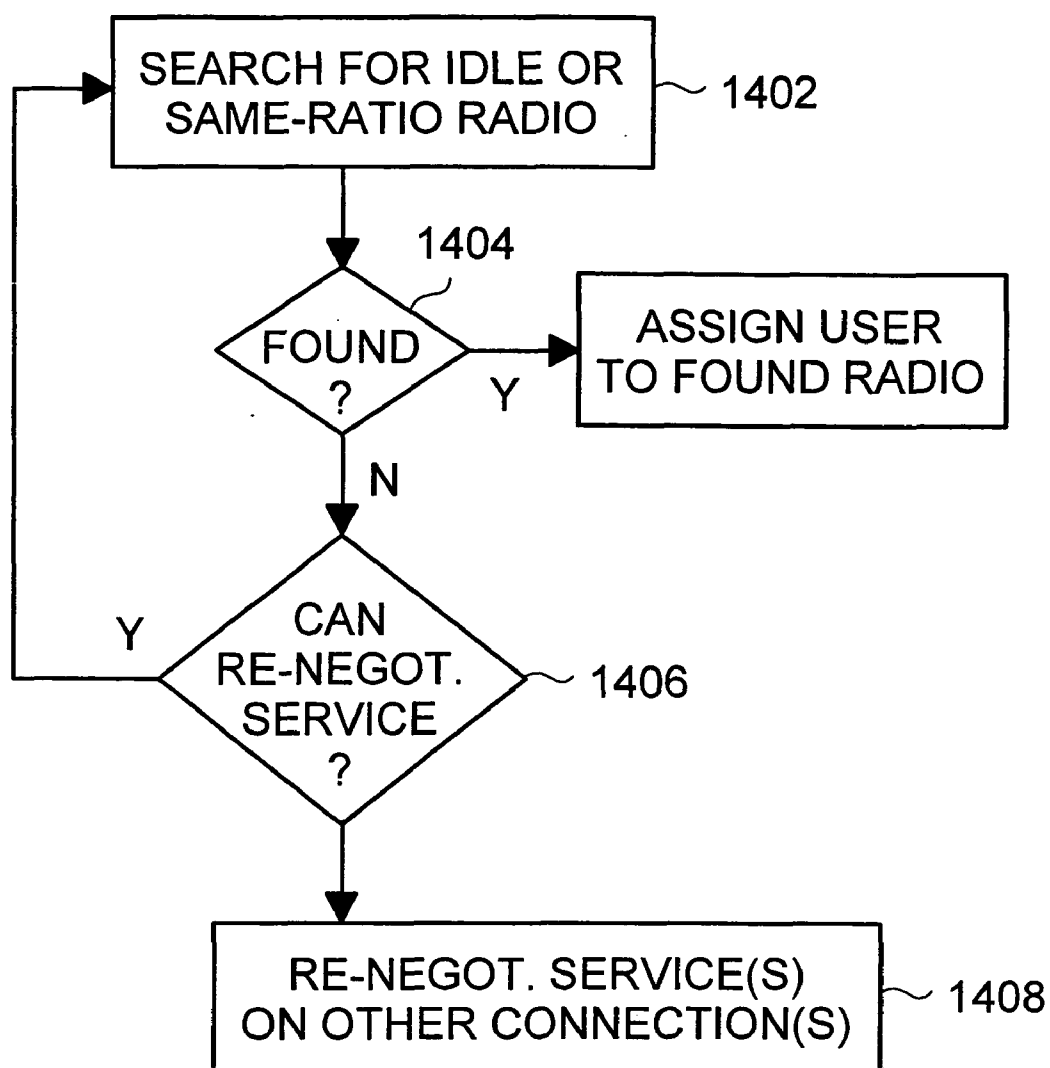 SEARCH FOR IDLE OR
SAME-RATIO RADIO
1402
1404
FOUND
?
Y
ASSIGN USER
TO FOUND RADIO
N
Y
CAN
RE-NEGOT.
SERVICE
?
1406
RE-NEGOT. SERVICE(S)
ON OTHER CONNECTION(S)
1408